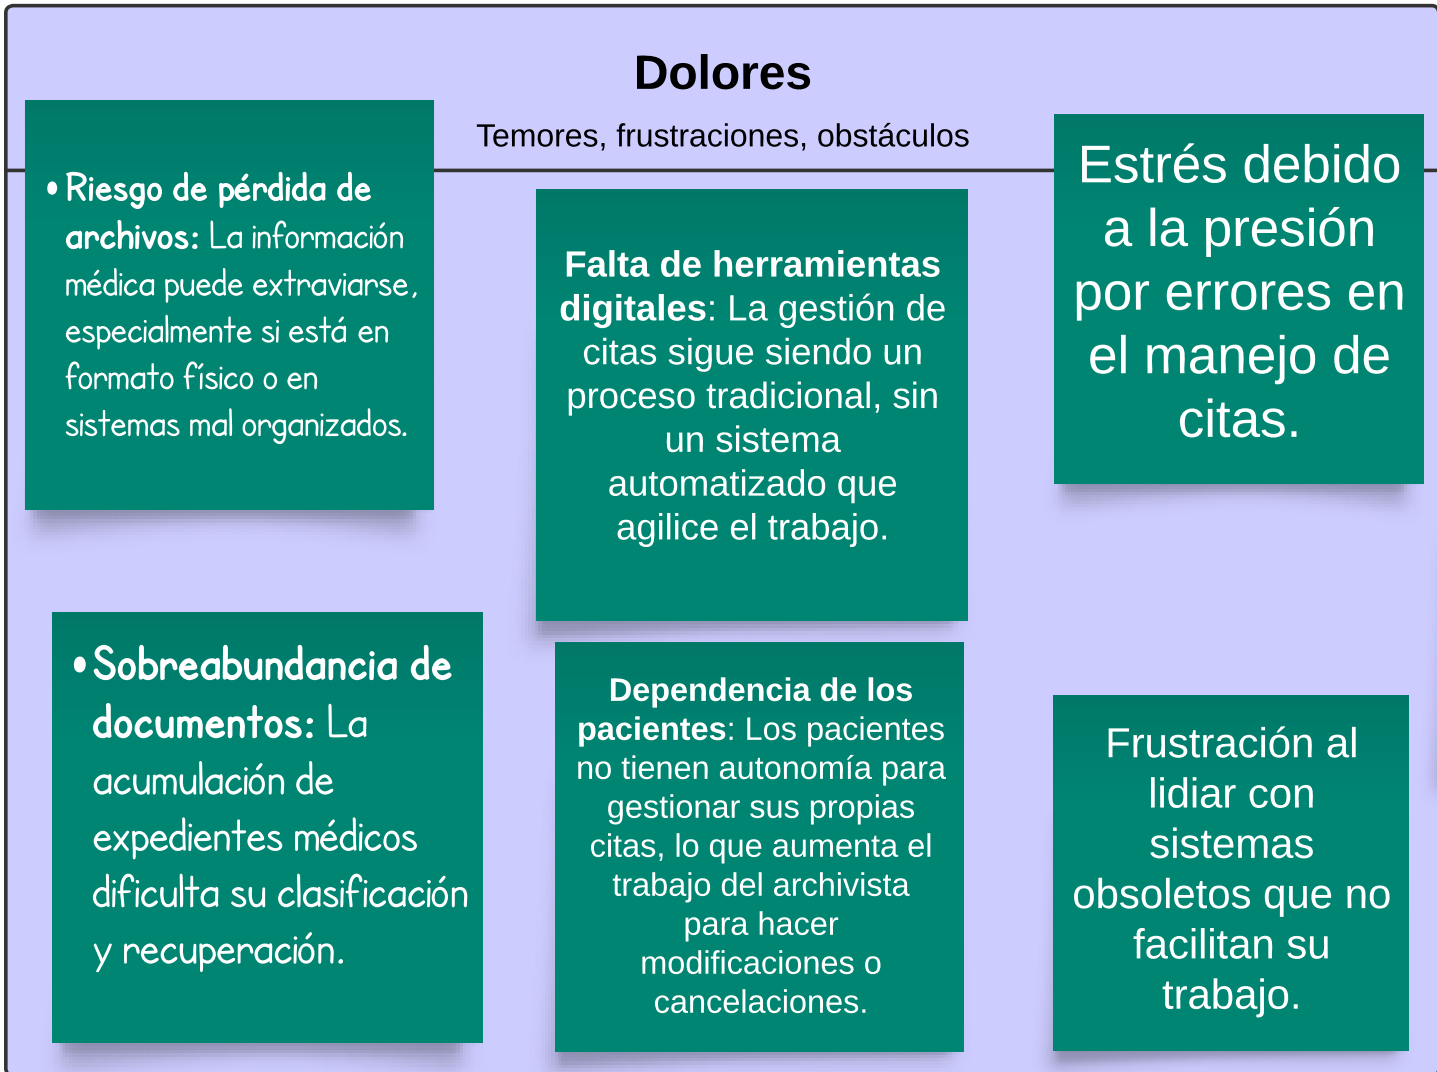 Dolores
Temores, frustraciones, obstáculos
• Riesgo de pérdida de
archivos: La información
médica puede extraviarse,
especialmente si está en
formato físico o en
sistemas mal organizados.
Falta de herramientas
digitales: La gestión de
citas sigue siendo un
proceso tradicional, sin
un sistema
automatizado que
agilice el trabajo.
Estrés debido
a la presión
por errores en
el manejo de
citas.
• Sobreabundancia de
documentos: La
acumulación de
expedientes médicos
dificulta su clasificación
y recuperación.
Dependencia de los
pacientes: Los pacientes
no tienen autonomía para
gestionar sus propias
citas, lo que aumenta el
trabajo del archivista
para hacer
modificaciones o
cancelaciones.
Frustración al
lidiar con
sistemas
obsoletos que no
facilitan su
trabajo.